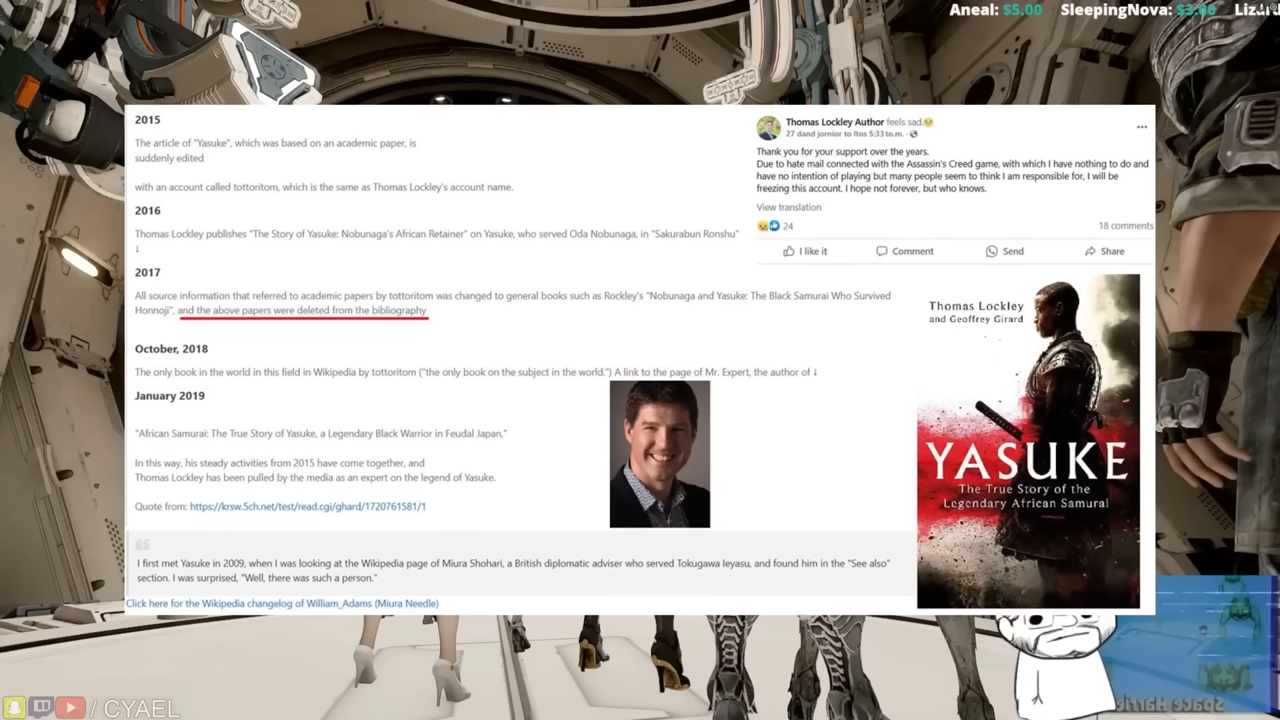 Aneal: $5.00 SleepingNova: $3.00
2015
The article of "Yasuke", which was based on an academic paper, is
suddenly edited
with an account called tottoritom, which is the same as Thomas Lockley's account name.
2016
Thomas Lockley publishes "The Story of Yasuke: Nobunaga's African Retainer" on Yasuke, who served Oda Nobunaga, in "Sakurabun Ronshu"
↓
2017
All source information that referred to academic papers by tottoritom was changed to general books such as Rockley's "Nobunaga and Yasuke: The Black Samurai Who Survived
Honnoji", and the above papers were deleted from the bibliography
October, 2018
The only book in the world in this field in Wikipedia by tottoritom ("the only book on the subject in the world.") A link to the page of Mr. Expert, the author of ↓
January 2019
"African Samurai: The True Story of Yasuke, a Legendary Black Warrior in Feudal Japan,"
In this way, his steady activities from 2015 have come together, and
Thomas Lockley has been pulled by the media as an expert on the legend of Yasuke.
Quote from: https://krsw.5ch.net/test/read.cgi/ghard/1720761581/1
I first met Yasuke in 2009, when I was looking at the Wikipedia page of Miura Shohari, a British diplomatic adviser who served Tokugawa Ieyasu, and found him in the "See also"
section. I was surprised, "Well, there was such a person."
Click here for the Wikipedia changelog of William_Adams (Miura Needle)
Thomas Lockley Author feels sad.
27 dand jornior to ltos 5:33 to.m. ·
Thank you for your support over the years.
Due to hate mail connected with the Assassin's Creed game, with which I have nothing to do and
have no intention of playing but many people seem to think I am responsible for, I will be
freezing this account. I hope not forever, but who knows.
View translation
24 18 comments
I like it Comment Send Share
Thomas Lockley
and Geoffrey Girard
YASUKE
The True Story of the
Legendary African Samurai
/ CYAEL